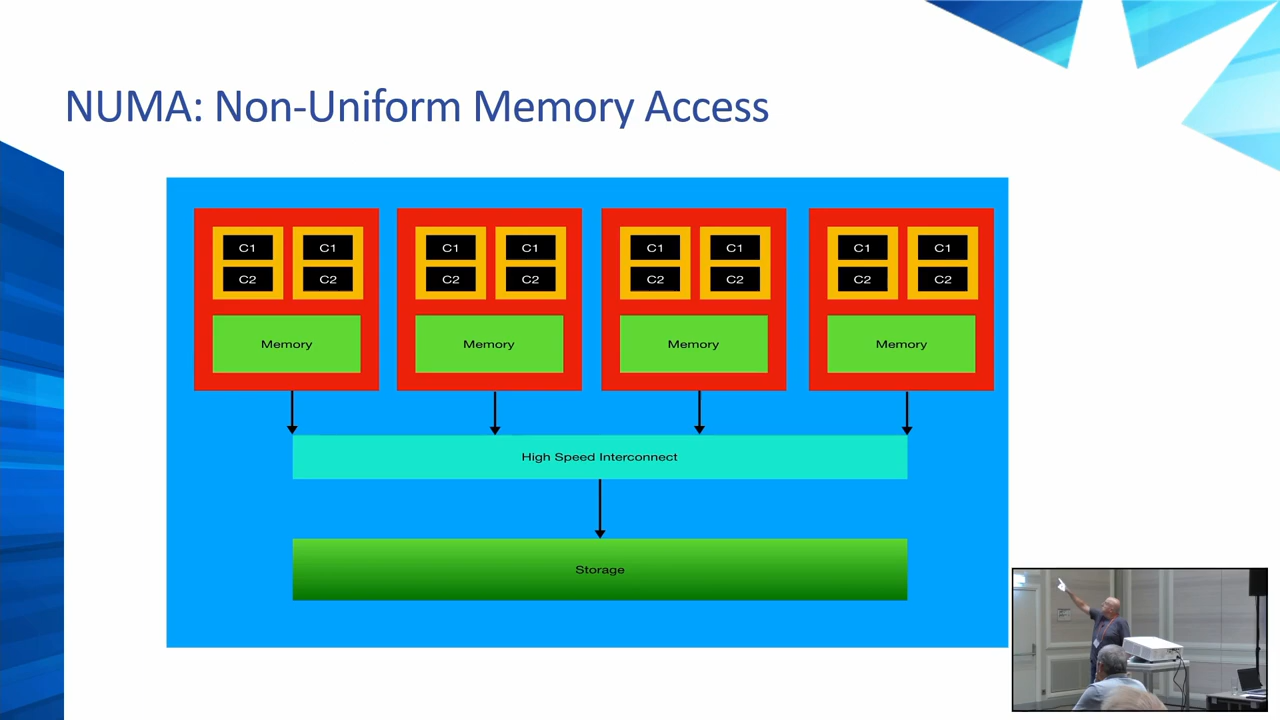 NUMA: Non-Uniform Memory Access
C1 C1 C1 C1 C1 C1 C1 C1
C2 C2 C2 C2 C2 C2 C2 C2
Memory Memory Memory Memory
High Speed Interconnect
Storage